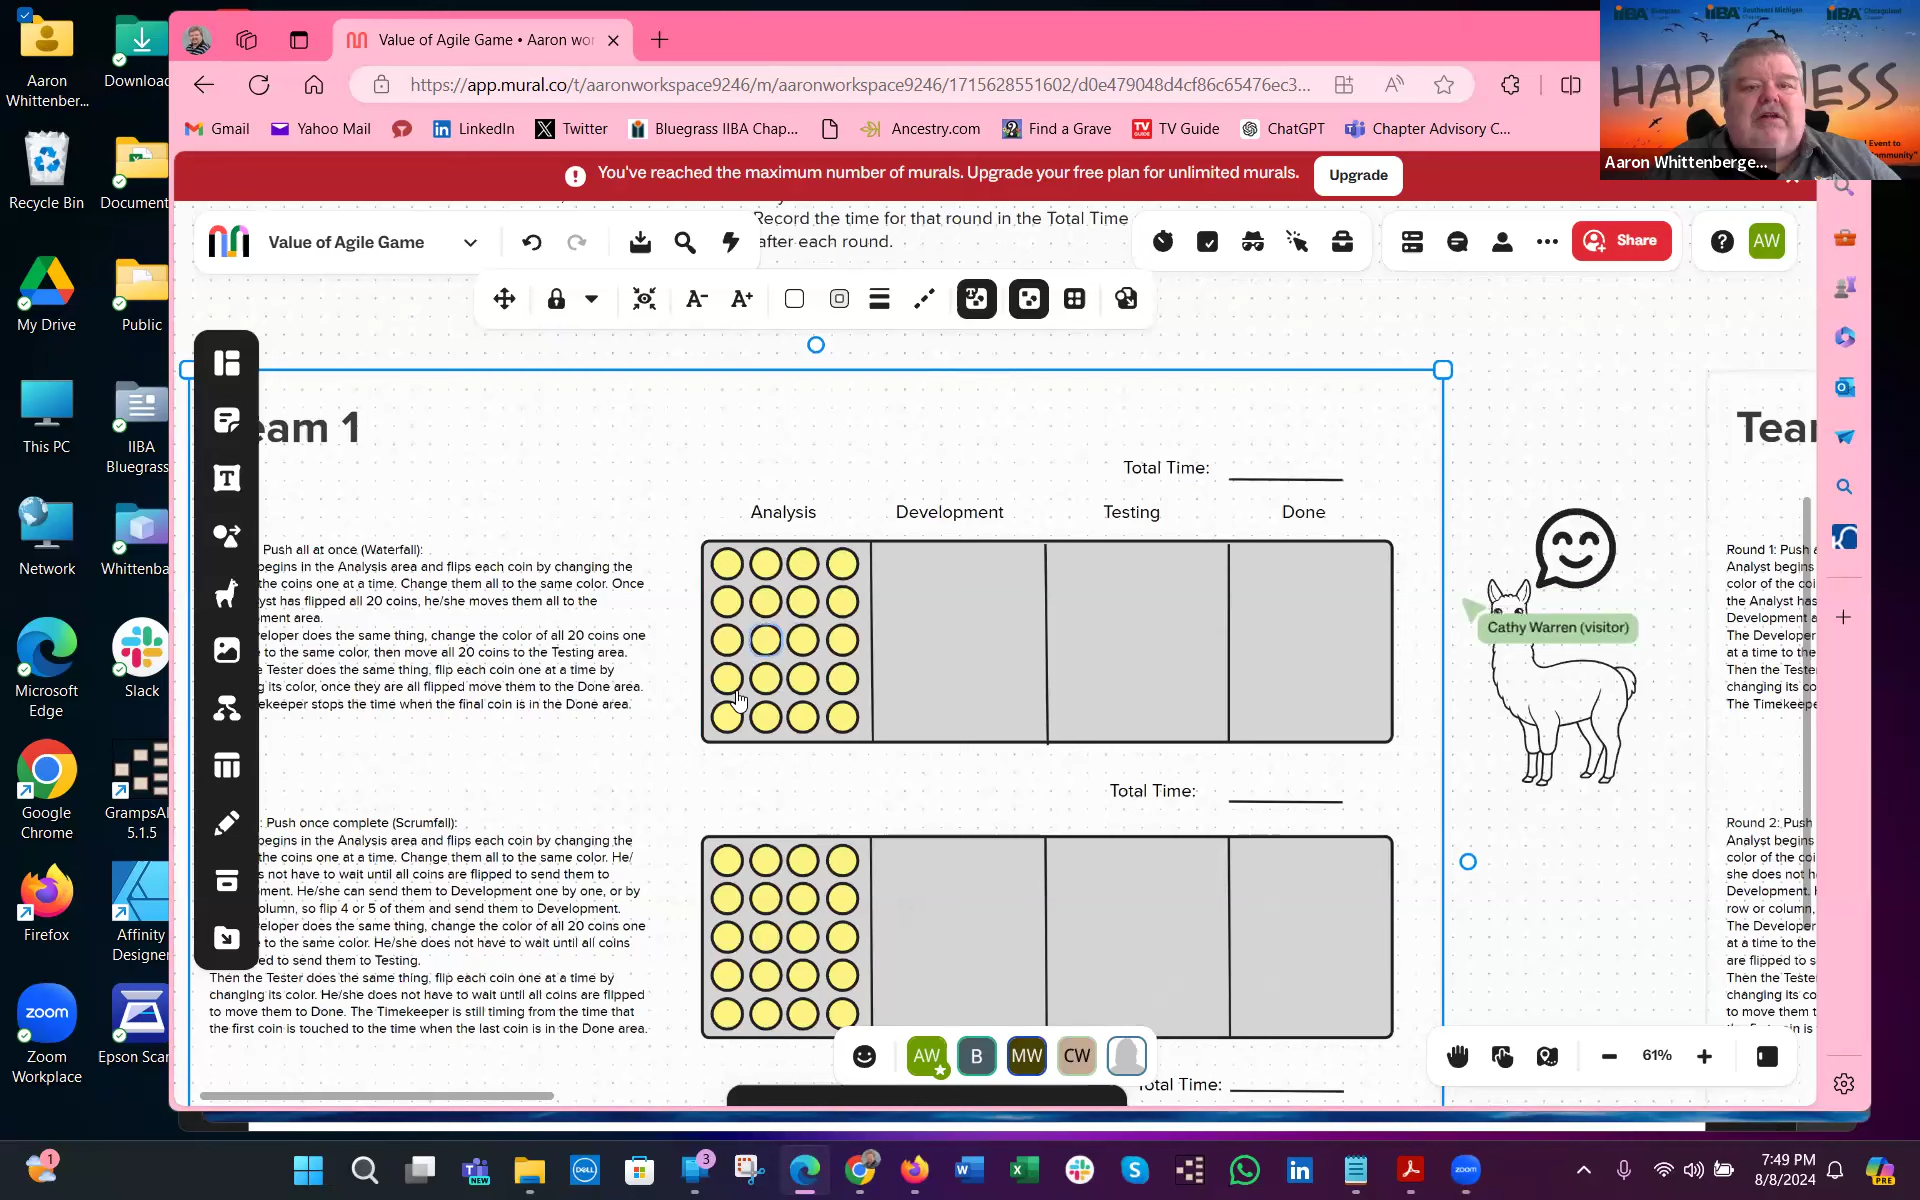 Aaron Whittenber...
Download
Recycle Bin
Document
My Drive
Public
This PC
IIBA Bluegrass
Network
Whittenba
Microsoft Edge
Slack
Google Chrome
GrampsAI 5.1.5
Firefox
Affinity Designer
zoom
Zoom Workplace
Epson Scan
Value of Agile Game • Aaron wor
https://app.mural.co/t/aaronworkspace9246/m/aaronworkspace9246/1715628551602/d0e479048d4cf86c65476ec3...
Gmail
Yahoo Mail
LinkedIn
Twitter
Bluegrass IIBA Chap...
Ancestry.com
Find a Grave
TV Guide
ChatGPT
Chapter Advisory C...
HAPPINESS
Event to
mmunity"
Aaron Whittenberge...
You've reached the maximum number of murals. Upgrade your free plan for unlimited murals.
Upgrade
Value of Agile Game
Record the time for that round in the Total Time
after each round.
Share
AW
eam 1
Total Time:
Analysis Development Testing Done
Push all at once (Waterfall):
begins in the Analysis area and flips each coin by changing the
the coins one at a time. Change them all to the same color. Once
yst has flipped all 20 coins, he/she moves them all to the
ment area.
veloper does the same thing, change the color of all 20 coins one
to the same color, then move all 20 coins to the Testing area.
e Tester does the same thing, flip each coin one at a time by
g its color, once they are all flipped move them to the Done area.
ekeeper stops the time when the final coin is in the Done area.
Total Time:
: Push once complete (Scrumfall):
begins in the Analysis area and flips each coin by changing the
the coins one at a time. Change them all to the same color. He/
s not have to wait until all coins are flipped to send them to
ment. He/she can send them to Development one by one, or by
olumn, so flip 4 or 5 of them and send them to Development.
veloper does the same thing, change the color of all 20 coins one
to the same color. He/she does not have to wait until all coins
ed to send them to Testing.
Then the Tester does the same thing, flip each coin one at a time by
changing its color. He/she does not have to wait until all coins are flipped
to move them to Done. The Timekeeper is still timing from the time that
the first coin is touched to the time when the last coin is in the Done area.
Total Time:
Cathy Warren (visitor)
Tear
Round 1: Push a
Analyst begins
color of the coi
the Analyst has
Development a
The Developer
at a time to the
Then the Tester
changing its co
The Timekeepe
Round 2: Push
Analyst begins
color of the coi
she does not h
Development. H
row or column,
The Developer
at a time to the
are flipped to s
Then the Tester
changing its co
to move them t
AW
B
MW
CW
61%
1
NEW
DELL
3
zoom
7:49 PM
8/8/2024
PRE